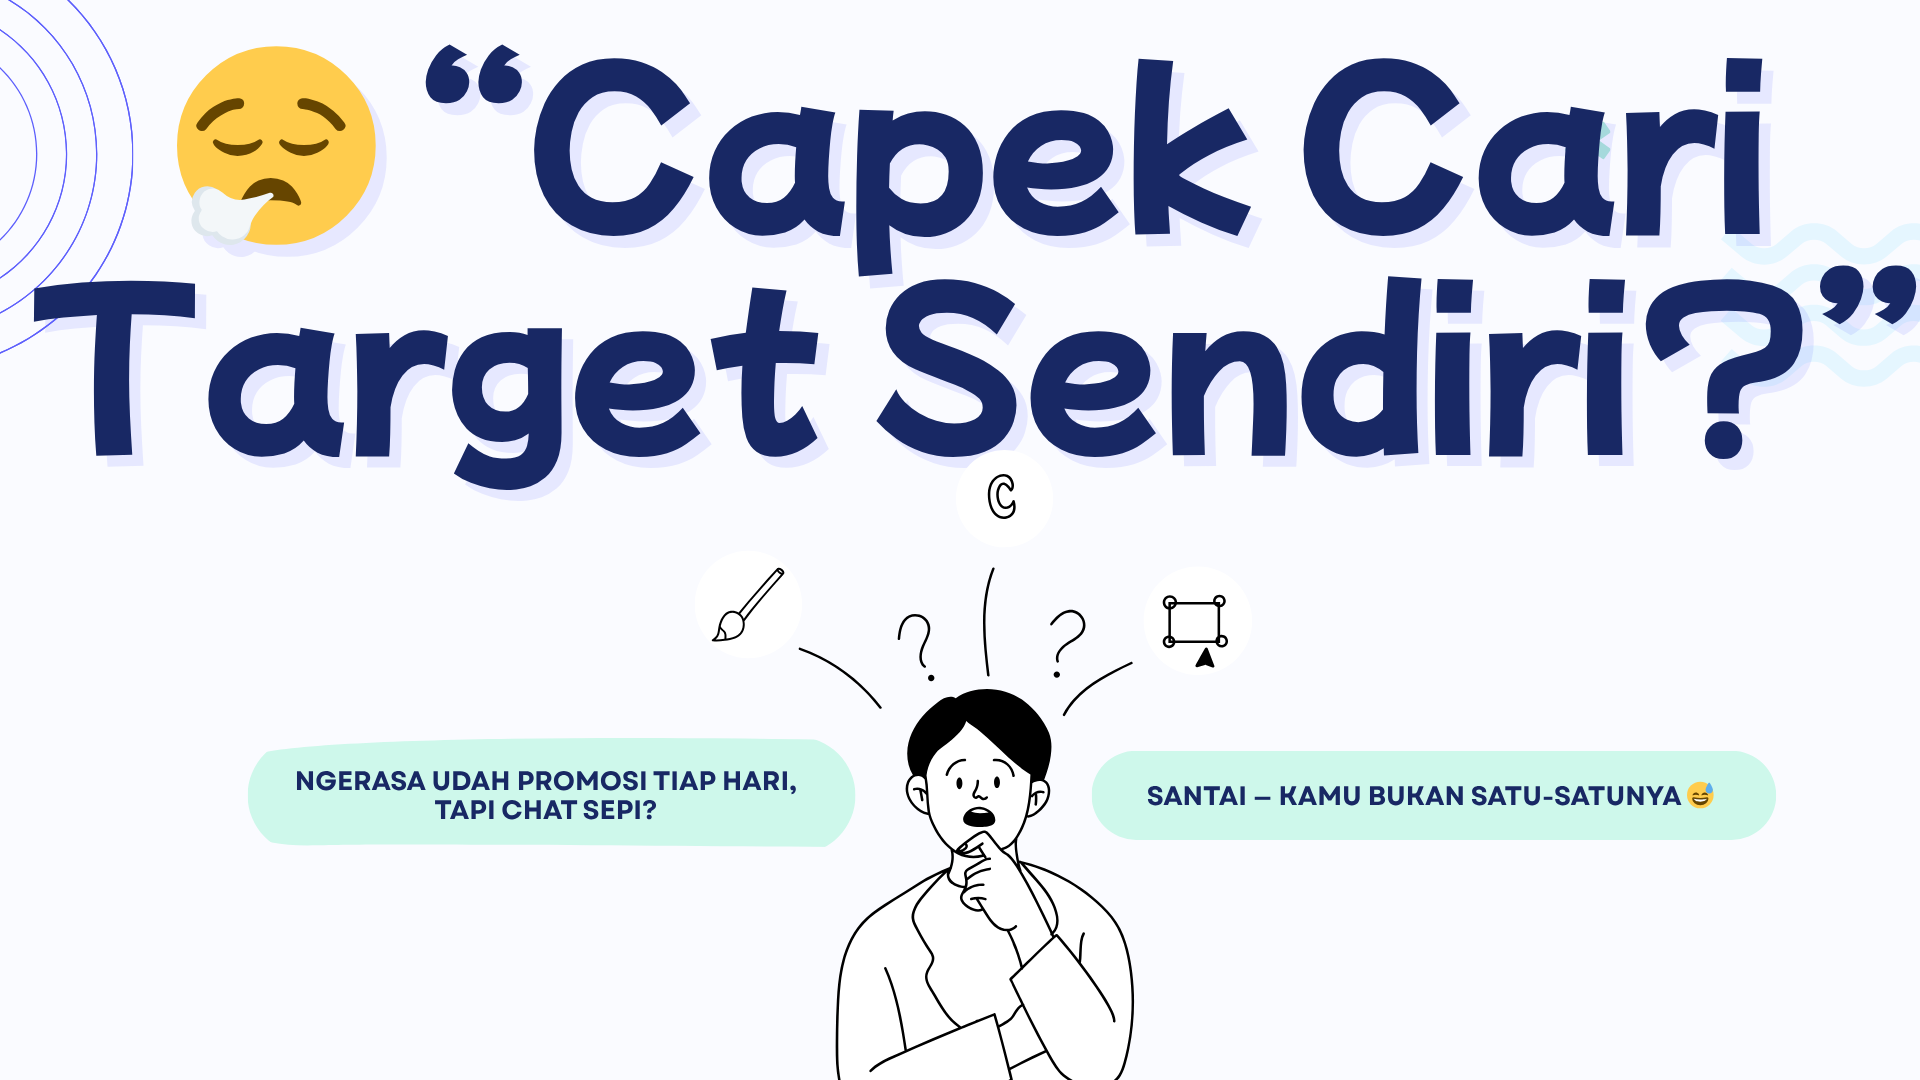 😮‍💨 “Capek Cari
Target Sendiri?”
C
? ?
NGERASA UDAH PROMOSI TIAP HARI,
TAPI CHAT SEPI?
SANTAI – KAMU BUKAN SATU-SATUNYA 😅